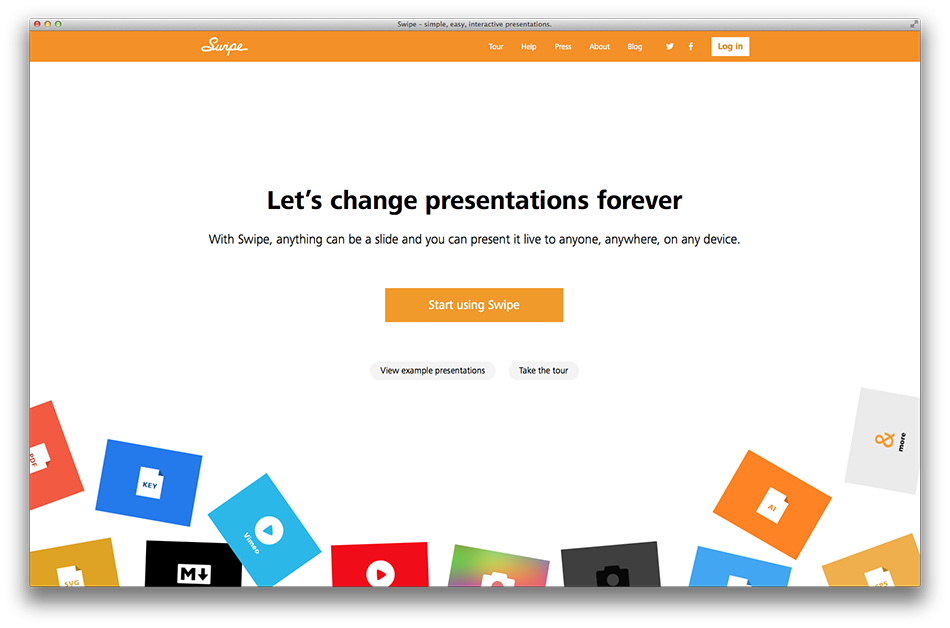 Swipe – simple, easy, interactive presentations.
Swipe
Tour Help Press About Blog Log in
Let’s change presentations forever
With Swipe, anything can be a slide and you can present it live to anyone, anywhere, on any device.
Start using Swipe
View example presentations Take the tour
PDF
KEY
Vimeo
AI
& more
SVG
M
EPS